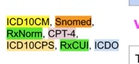 ICD10CM, Snomed,
RxNorm, CPT-4,
ICD10CPS, RxCUI, ICDO